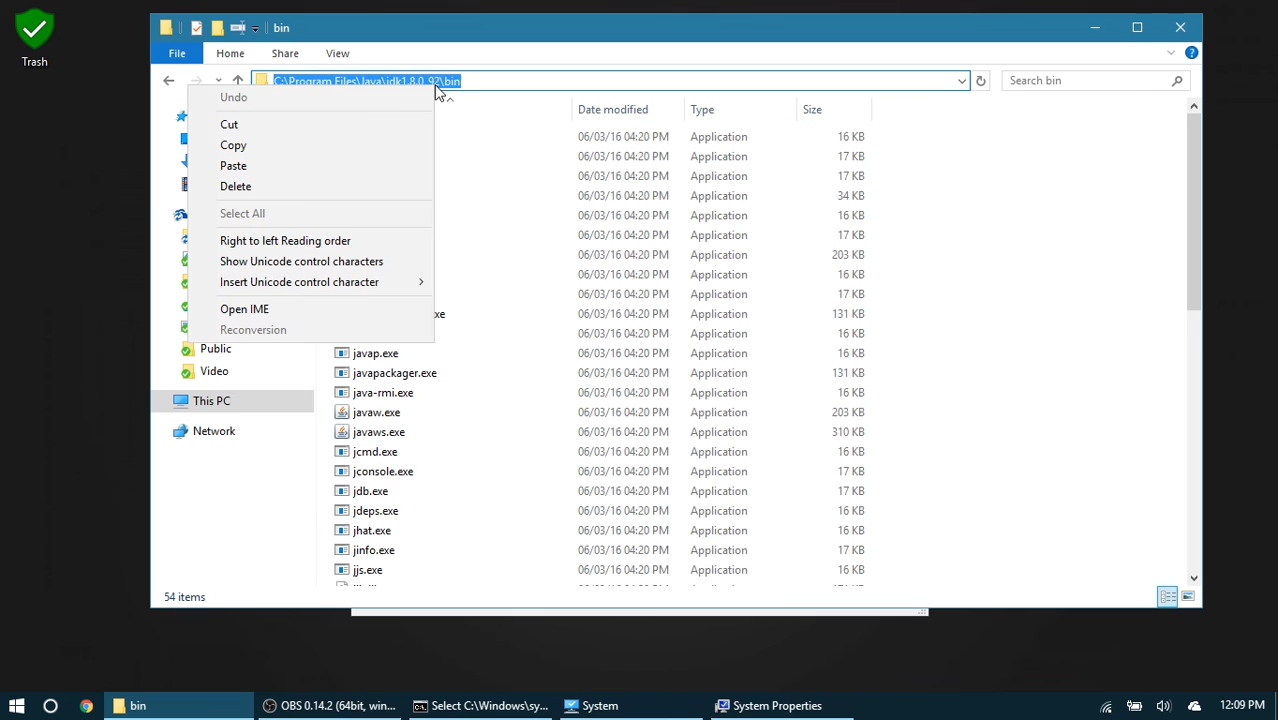 Trash
bin
File Home Share View
C:\Program Files\Java\jdk1.8.0_92\bin
Search bin
Date modified Type Size
Undo
Cut
Copy
Paste
Delete
Select All
Right to left Reading order
Show Unicode control characters
Insert Unicode control character
Open IME
Reconversion
Public
Video
This PC
Network
06/03/16 04:20 PM Application 16 KB
06/03/16 04:20 PM Application 17 KB
06/03/16 04:20 PM Application 17 KB
06/03/16 04:20 PM Application 34 KB
06/03/16 04:20 PM Application 16 KB
06/03/16 04:20 PM Application 17 KB
06/03/16 04:20 PM Application 203 KB
06/03/16 04:20 PM Application 16 KB
06/03/16 04:20 PM Application 17 KB
xe 06/03/16 04:20 PM Application 131 KB
06/03/16 04:20 PM Application 16 KB
javap.exe 06/03/16 04:20 PM Application 16 KB
javapackager.exe 06/03/16 04:20 PM Application 131 KB
java-rmi.exe 06/03/16 04:20 PM Application 16 KB
javaw.exe 06/03/16 04:20 PM Application 203 KB
javaws.exe 06/03/16 04:20 PM Application 310 KB
jcmd.exe 06/03/16 04:20 PM Application 16 KB
jconsole.exe 06/03/16 04:20 PM Application 17 KB
jdb.exe 06/03/16 04:20 PM Application 17 KB
jdeps.exe 06/03/16 04:20 PM Application 16 KB
jhat.exe 06/03/16 04:20 PM Application 16 KB
jinfo.exe 06/03/16 04:20 PM Application 17 KB
jjs.exe 06/03/16 04:20 PM Application 16 KB
54 items
bin
OBS 0.14.2 (64bit, win...
Select C:\Windows\sy...
System
System Properties
12:09 PM